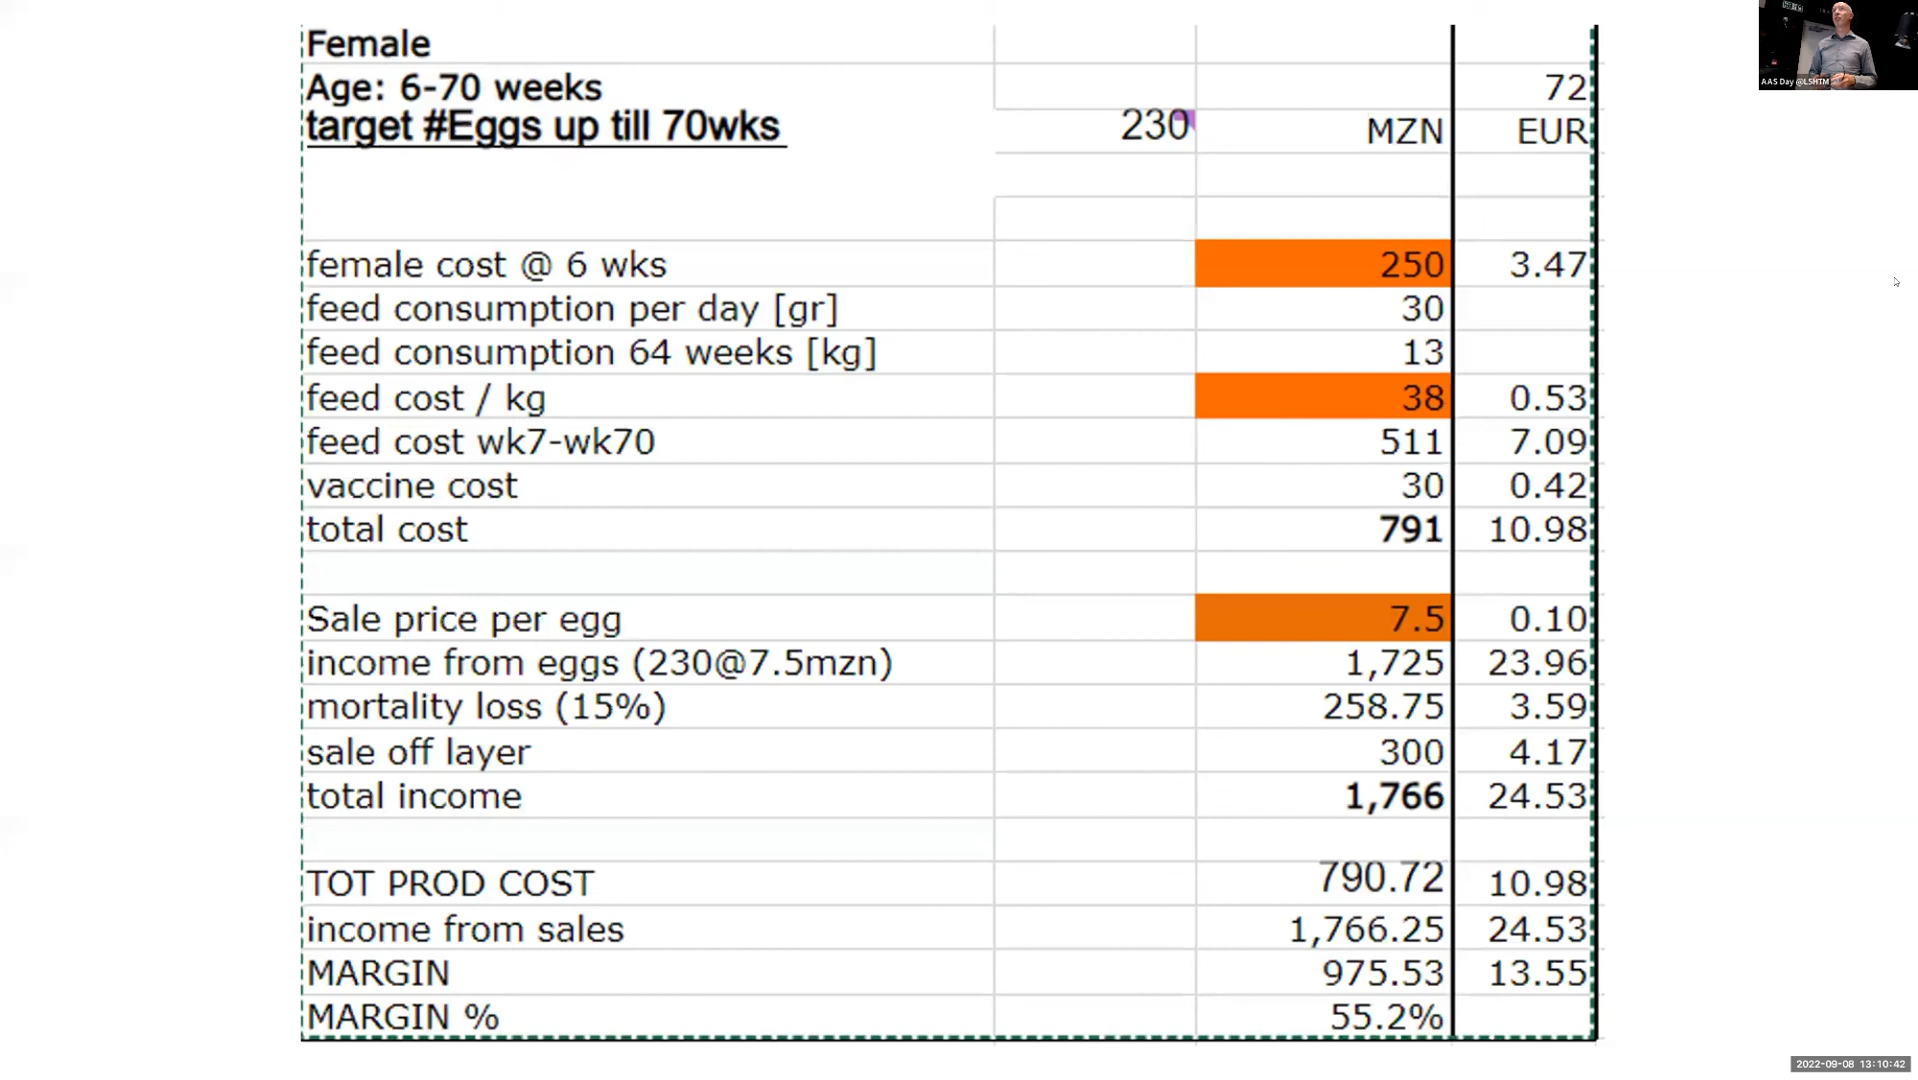 Female
Age: 6-70 weeks 72
target #Eggs up till 70wks 230 MZN EUR
female cost @ 6 wks 250 3.47
feed consumption per day [gr] 30
feed consumption 64 weeks [kg] 13
feed cost / kg 38 0.53
feed cost wk7-wk70 511 7.09
vaccine cost 30 0.42
total cost 791 10.98
Sale price per egg 7.5 0.10
income from eggs (230@7.5mzn) 1,725 23.96
mortality loss (15%) 258.75 3.59
sale off layer 300 4.17
total income 1,766 24.53
TOT PROD COST 790.72 10.98
income from sales 1,766.25 24.53
MARGIN 975.53 13.55
MARGIN % 55.2%
AAS Day @LSHTM
2022-09-08 13:10:42